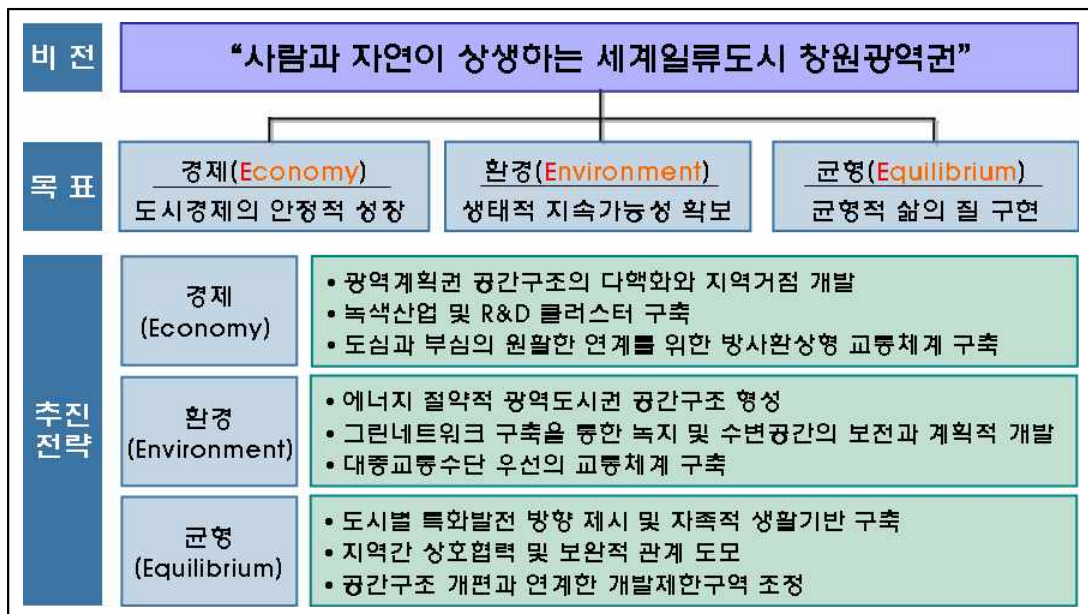 비 전
“사람과 자연이 상생하는 세계일류도시 창원광역권”
목 표
경제(Economy)
도시경제의 안정적 성장
환경(Environment)
생태적 지속가능성 확보
균형(Equilibrium)
균형적 삶의 질 구현
추진
전략
경제
(Economy)
• 광역계획권 공간구조의 다핵화와 지역거점 개발
• 녹색산업 및 R&D 클러스터 구축
• 도심과 부심의 원활한 연계를 위한 방사환상형 교통체계 구축
환경
(Environment)
• 에너지 절약적 광역도시권 공간구조 형성
• 그린네트워크 구축을 통한 녹지 및 수변공간의 보전과 계획적 개발
• 대중교통수단 우선의 교통체계 구축
균형
(Equilibrium)
• 도시별 특화발전 방향 제시 및 자족적 생활기반 구축
• 지역간 상호협력 및 보완적 관계 도모
• 공간구조 개편과 연계한 개발제한구역 조정